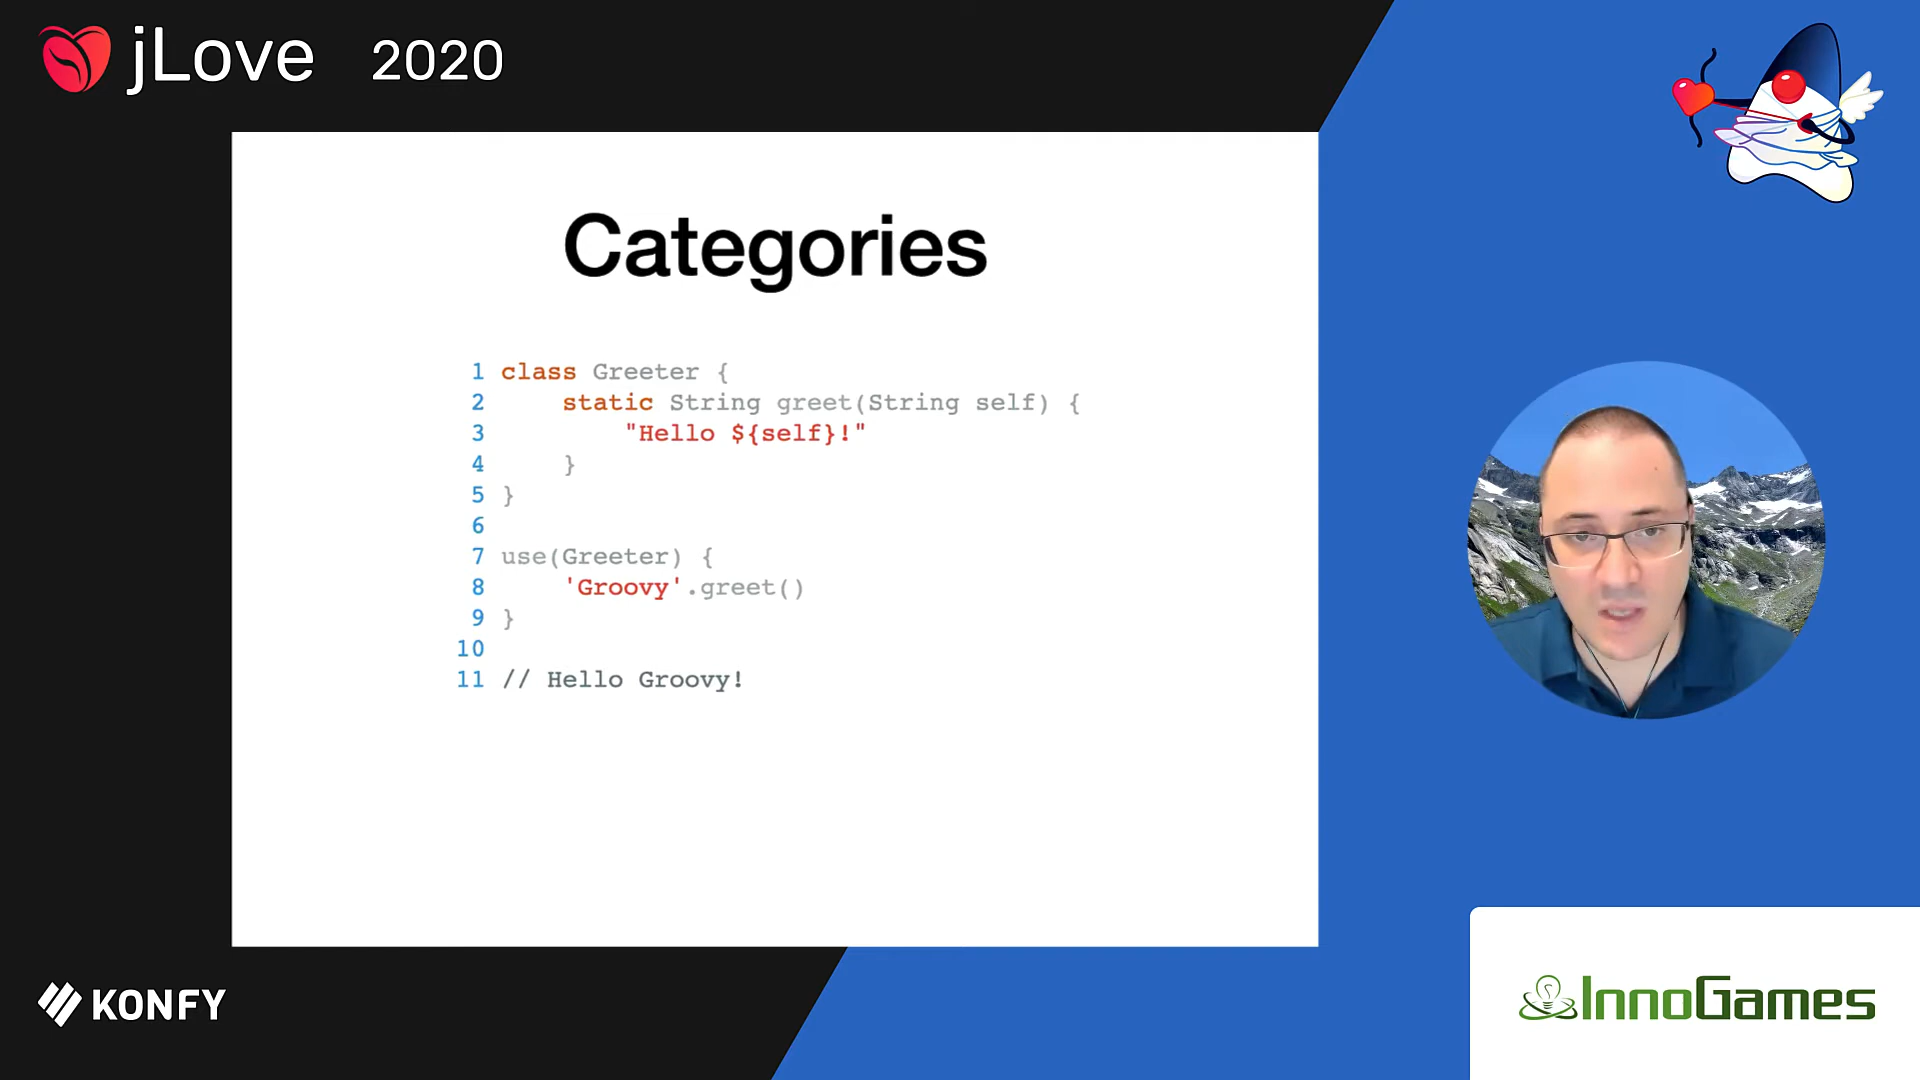 jLove 2020
Categories
1 class Greeter {
2     static String greet(String self) {
3         "Hello ${self}!"
4     }
5 }
6
7 use(Greeter) {
8     'Groovy'.greet()
9 }
10
11 // Hello Groovy!
KONFY
InnoGames